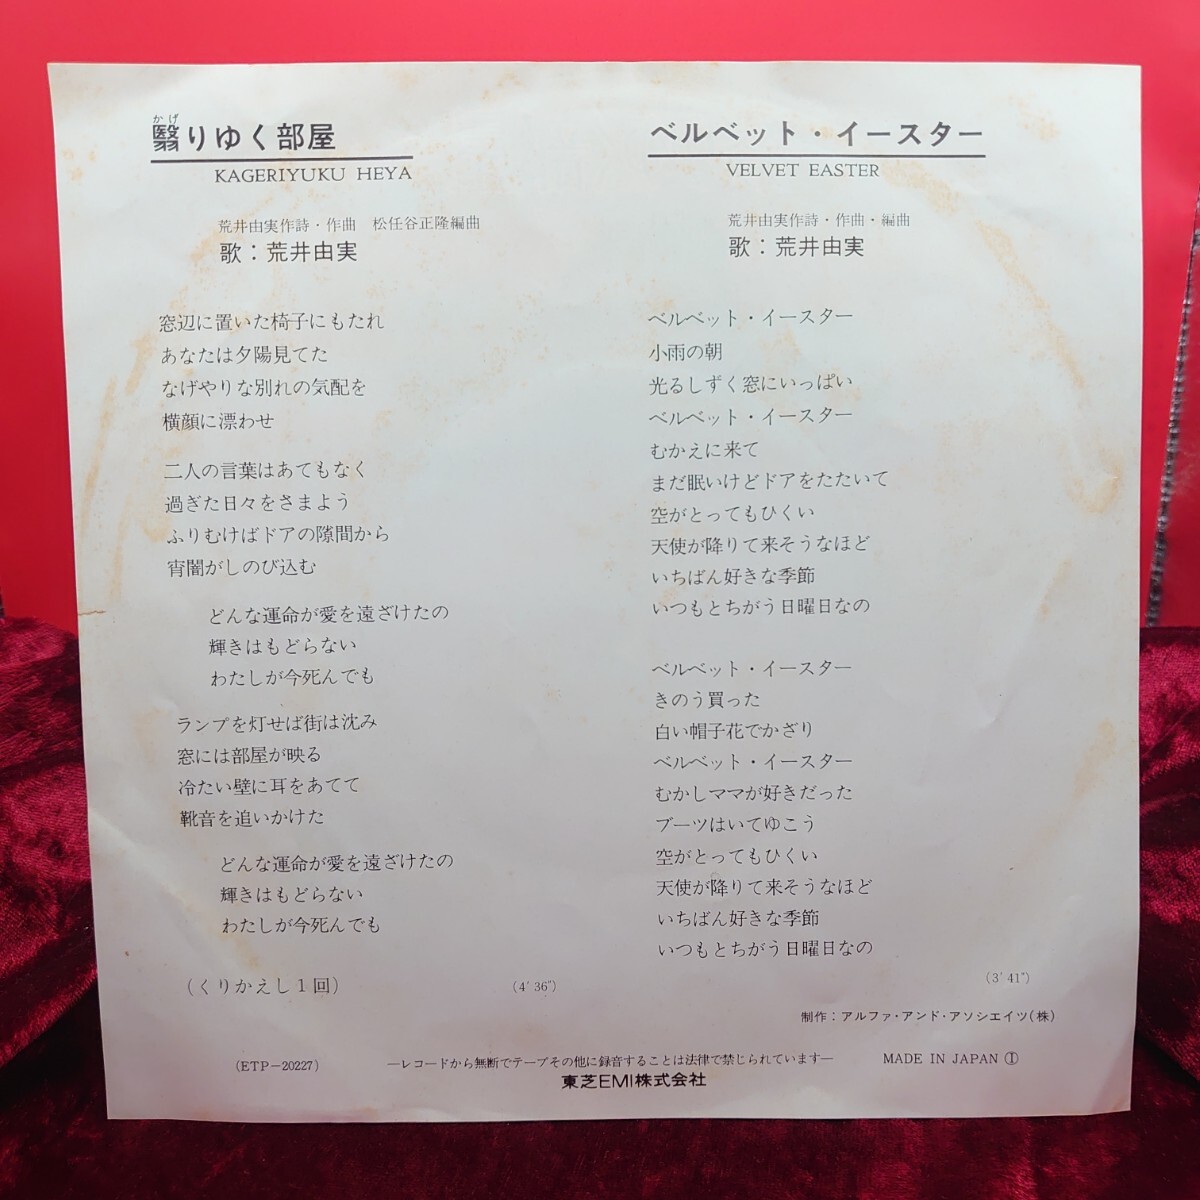 翳りゆく部屋
かげ
KAGERIYUKU HEYA
荒井由実作詩・作曲　松任谷正隆編曲
歌：荒井由実
窓辺に置いた椅子にもたれ
あなたは夕陽見てた
なげやりな別れの気配を
横顔に漂わせ
二人の言葉はあてもなく
過ぎた日々をさまよう
ふりむけばドアの隙間から
宵闇がしのび込む
どんな運命が愛を遠ざけたの
輝きはもどらない
わたしが今死んでも
ランプを灯せば街は沈み
窓には部屋が映る
冷たい壁に耳をあてて
靴音を追いかけた
どんな運命が愛を遠ざけたの
輝きはもどらない
わたしが今死んでも
（くりかえし1回）
(4′36″)
ベルベット・イースター
VELVET EASTER
荒井由実作詩・作曲・編曲
歌：荒井由実
ベルベット・イースター
小雨の朝
光るしずく窓にいっぱい
ベルベット・イースター
むかえに来て
まだ眠いけどドアをたたいて
空がとってもひくい
天使が降りて来そうなほど
いちばん好きな季節
いつもとちがう日曜日なの
ベルベット・イースター
きのう買った
白い帽子花でかざり
ベルベット・イースター
むかしママが好きだった
ブーツはいてゆこう
空がとってもひくい
天使が降りて来そうなほど
いちばん好きな季節
いつもとちがう日曜日なの
(3′41″)
制作：アルファ・アンド・アソシエイツ(株)
(ETP-20227)
―レコードから無断でテープその他に録音することは法律で禁じられています―
MADE IN JAPAN Ⓘ
東芝EMI株式会社